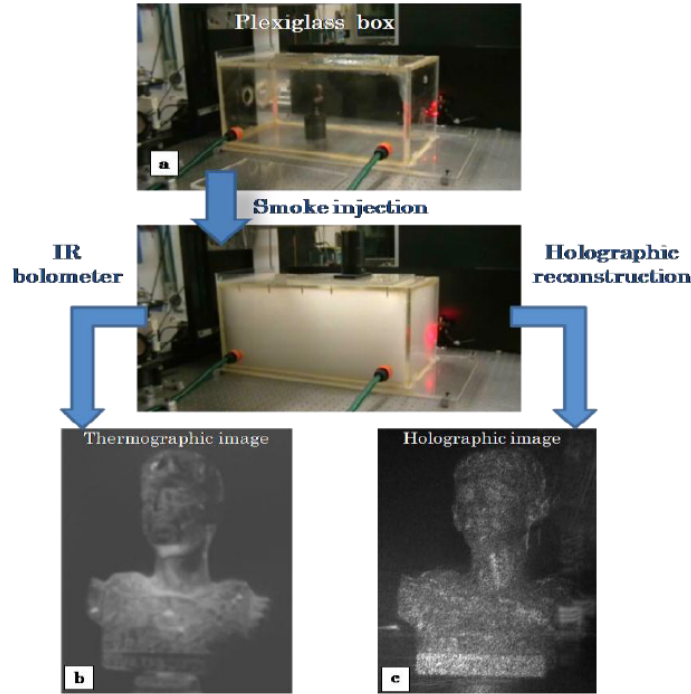 Plexiglass box
a
Smoke injection
IR
bolometer
Holographic
reconstruction
Thermographic image
Holographic image
b
c